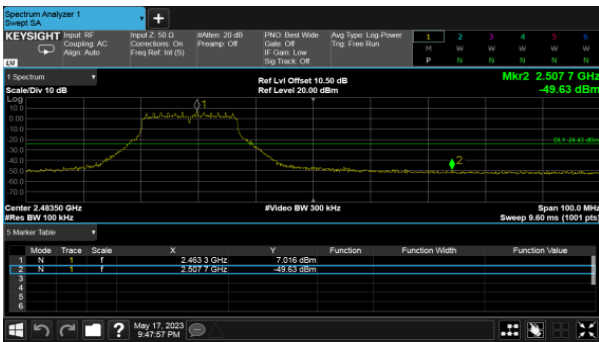 Spectrum Analyzer 1
Swept SA
KEYSIGHT Input: RF Input Z: 50 Ω #Atten: 20 dB PNO: Best Wide Avg Type: Log-Power 1 2 3 4 5 6
Coupling: AC Corrections: On Preamp: Off Gate: Off Trig: Free Run M W W W W W
Align: Auto Freq Ref: Int (S) IF Gain: Low P N N N N N
Sig Track: Off
LXI
1 Spectrum Ref Lvl Offset 10.50 dB Mkr2 2.507 7 GHz
Scale/Div 10 dB Ref Level 20.00 dBm -49.63 dBm
Log
10.0 1
0.00
-10.0
-20.0 DL1 -24.43 dBm
-30.0
-40.0 2
-50.0
-60.0
-70.0
Center 2.48350 GHz #Video BW 300 kHz Span 100.0 MHz
#Res BW 100 kHz Sweep 9.60 ms (1001 pts)
5 Marker Table
Mode Trace Scale X Y Function Function Width Function Value
1 N 1 f 2.463 3 GHz 7.016 dBm
2 N 1 f 2.507 7 GHz -49.63 dBm
3
4
5
6
? May 17, 2023
9:47:57 PM